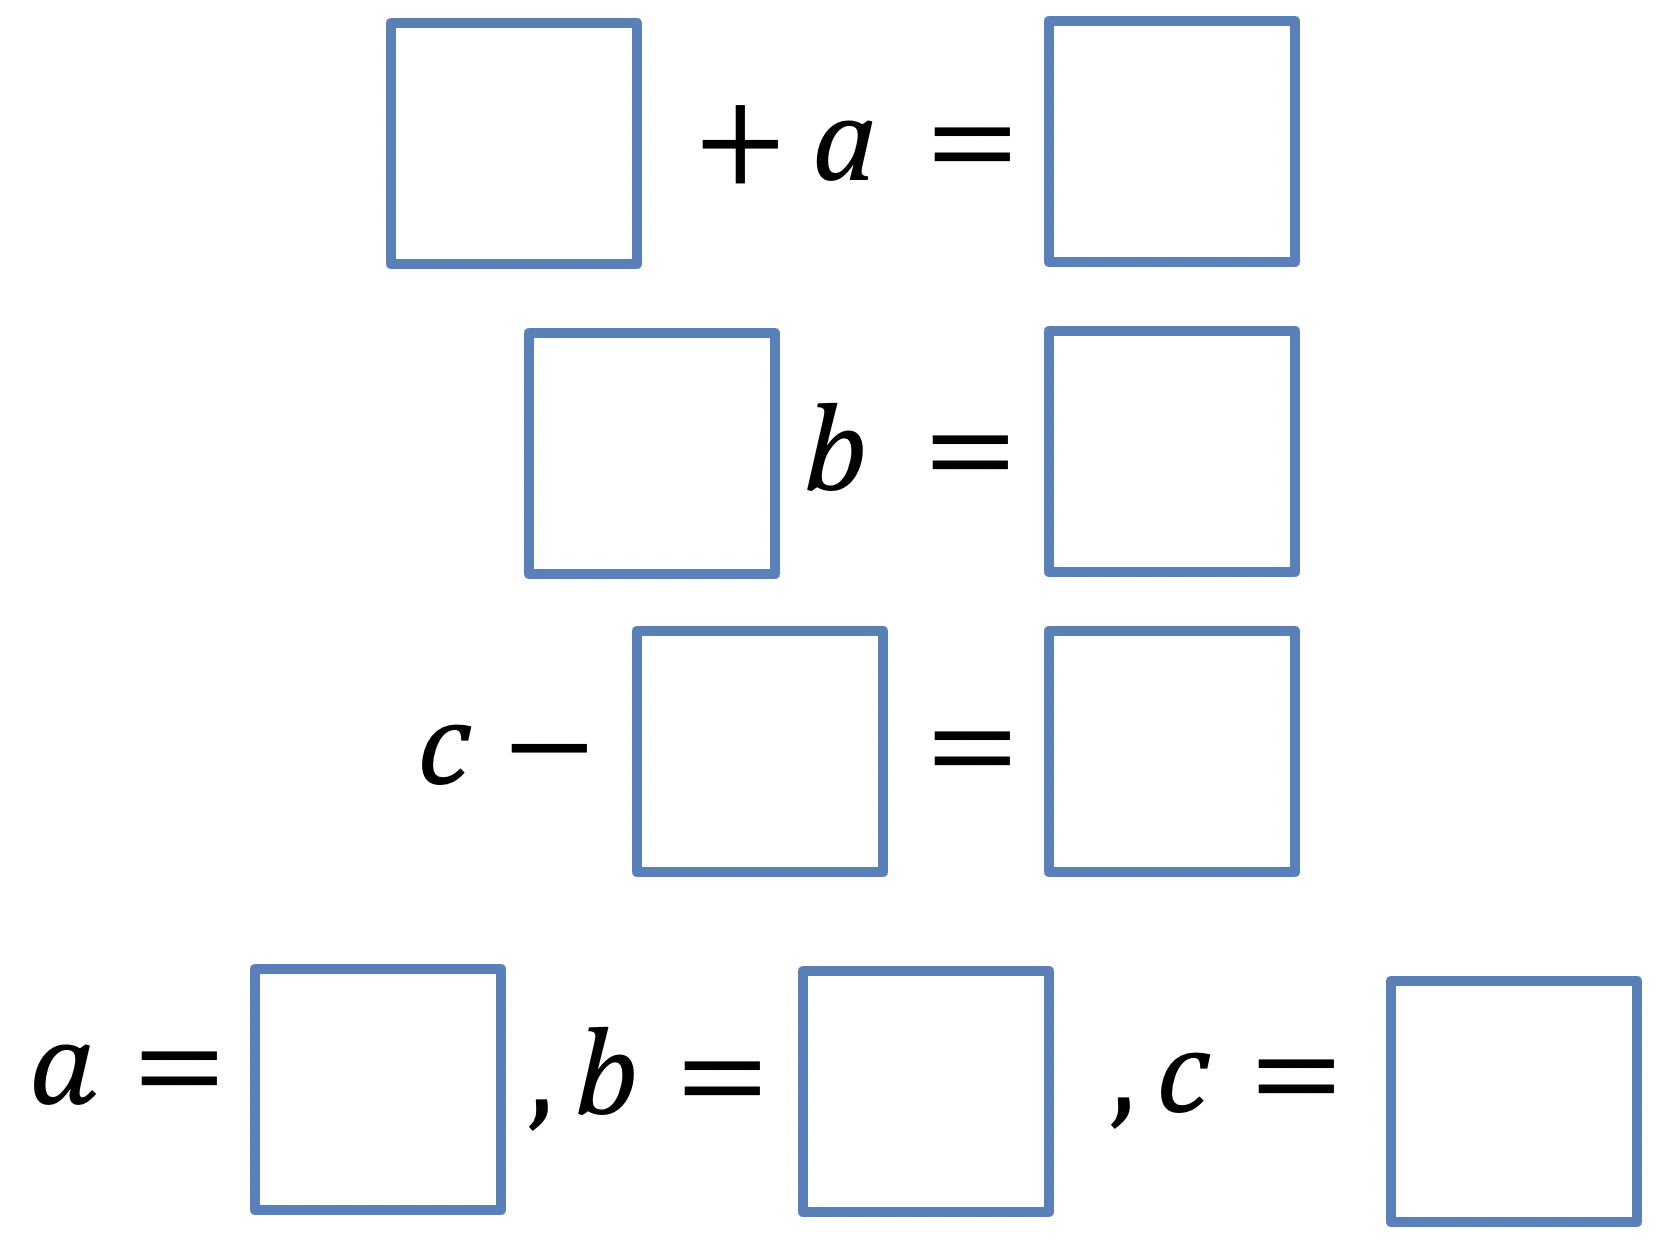 + a =
b =
c − =
a = , b = , c =